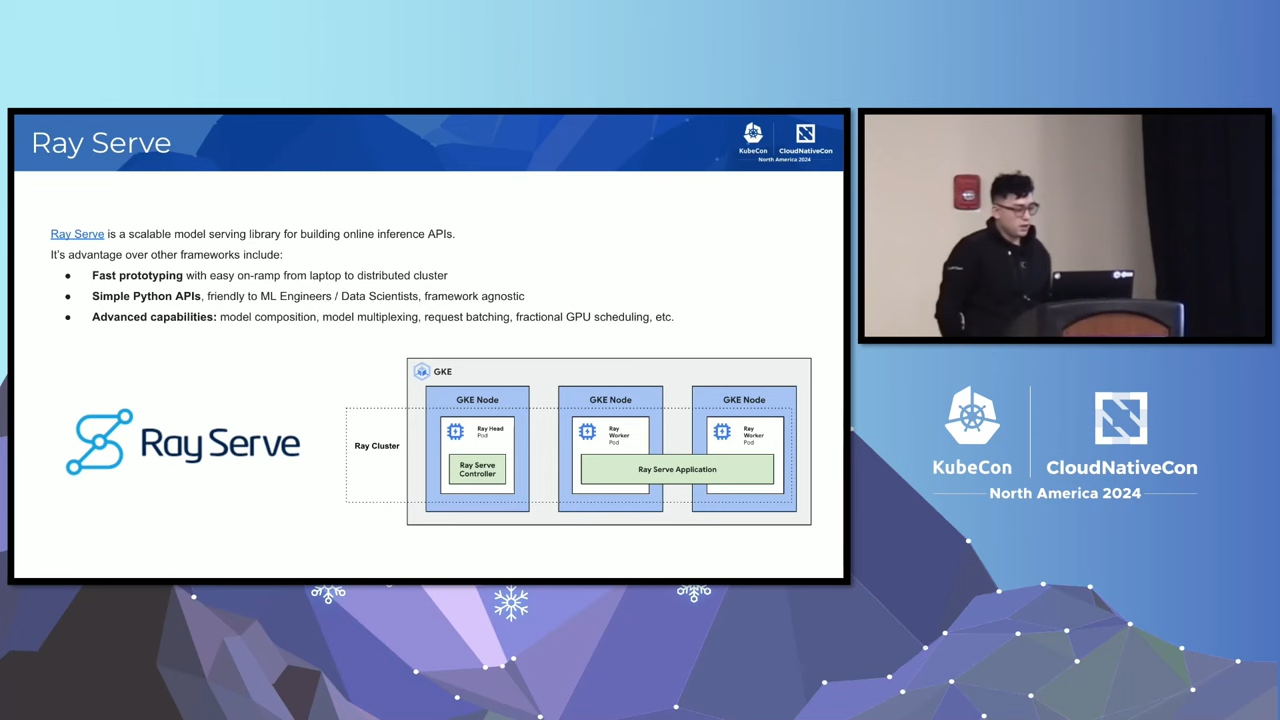 Ray Serve
KubeCon
CloudNativeCon
North America 2024
Ray Serve is a scalable model serving library for building online inference APIs.
It's advantage over other frameworks include:
● Fast prototyping with easy on-ramp from laptop to distributed cluster
● Simple Python APIs, friendly to ML Engineers / Data Scientists, framework agnostic
● Advanced capabilities: model composition, model multiplexing, request batching, fractional GPU scheduling, etc.
Ray Serve
GKE
GKE Node
GKE Node
GKE Node
Ray Cluster
Ray Head
Pod
Ray
Worker
Pod
Ray
Worker
Pod
Ray Serve
Controller
Ray Serve Application
KubeCon
CloudNativeCon
North America 2024